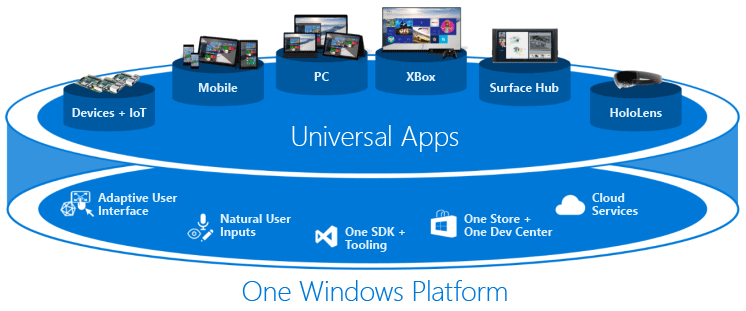 Devices + IoT
Mobile
PC
XBox
Surface Hub
HoloLens
Universal Apps
Adaptive User
Interface
Natural User
Inputs
One SDK +
Tooling
One Store +
One Dev Center
Cloud
Services
One Windows Platform